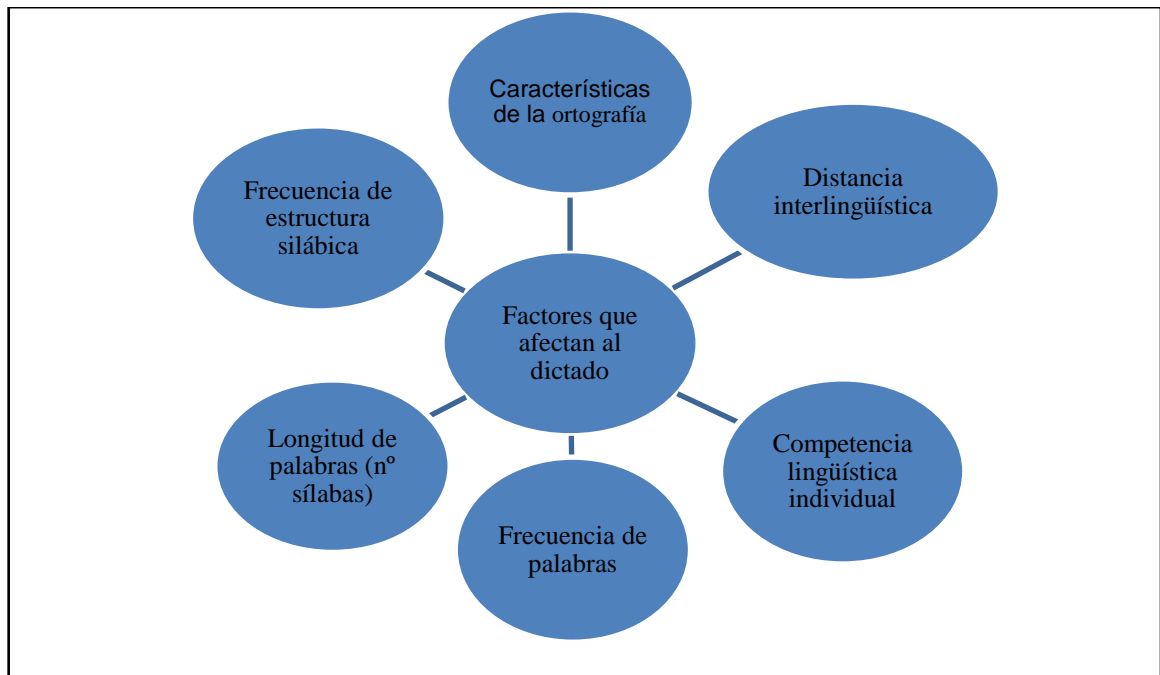 Características
de la ortografía
Distancia
interlingüística
Frecuencia de
estructura
silábica
Factores que
afectan al
dictado
Longitud de
palabras (nº
sílabas)
Competencia
lingüística
individual
Frecuencia de
palabras